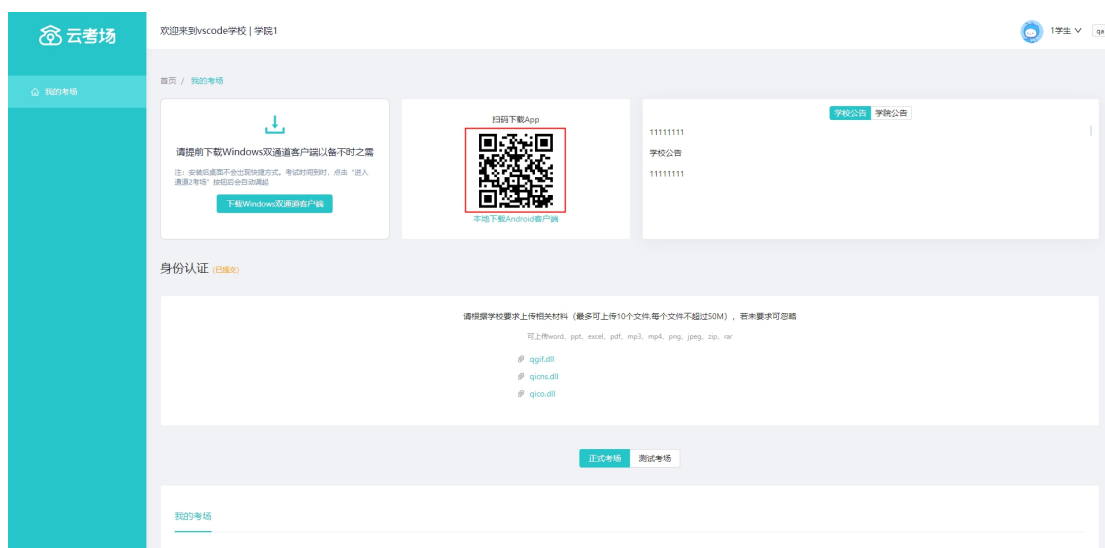 云考场
欢迎来到vscode学校 | 学院1
1学生
我的考场
首页 / 我的考场
请提前下载Windows双通道客户端以备不时之需
注：安装后桌面不会出现快捷方式。考试时间到时，点击“进入
通道2考场”按钮后会自动调起
下载Windows双通道客户端
扫码下载App
本地下载Android客户端
学校公告 学院公告
11111111
学校公告
11111111
身份认证 (已提交)
请根据学校要求上传相关材料（最多可上传10个文件,每个文件不超过50M），若未要求可忽略
可上传word、ppt、excel、pdf、mp3、mp4、png、jpeg、zip、rar
qgif.dll
qicns.dll
qico.dll
正式考场 测试考场
我的考场